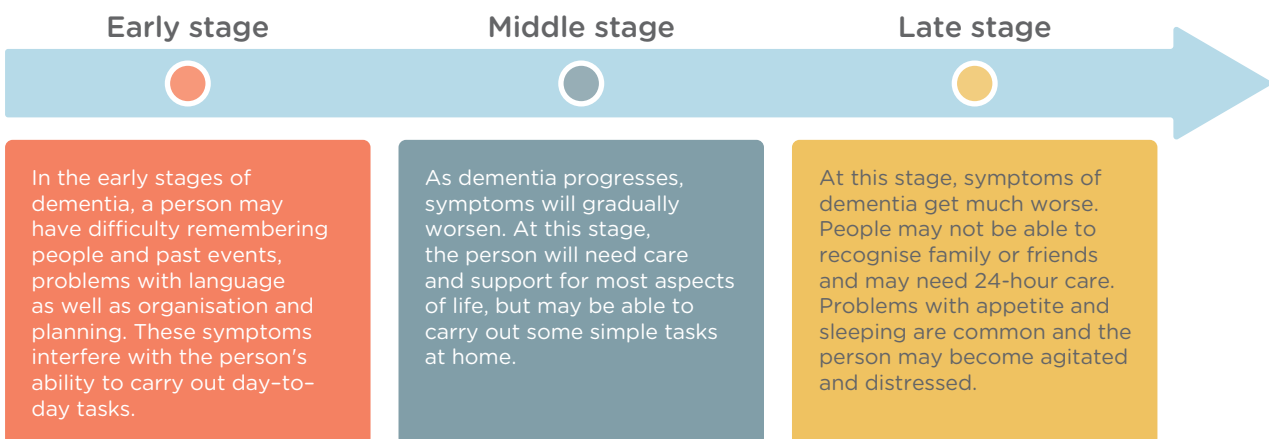 Early stage
Middle stage
Late stage
In the early stages of
dementia, a person may
have difficulty remembering
people and past events,
problems with language
as well as organisation and
planning. These symptoms
interfere with the person's
ability to carry out day–to–
day tasks.
As dementia progresses,
symptoms will gradually
worsen. At this stage,
the person will need care
and support for most aspects
of life, but may be able to
carry out some simple tasks
at home.
At this stage, symptoms of
dementia get much worse.
People may not be able to
recognise family or friends
and may need 24-hour care.
Problems with appetite and
sleeping are common and the
person may become agitated
and distressed.